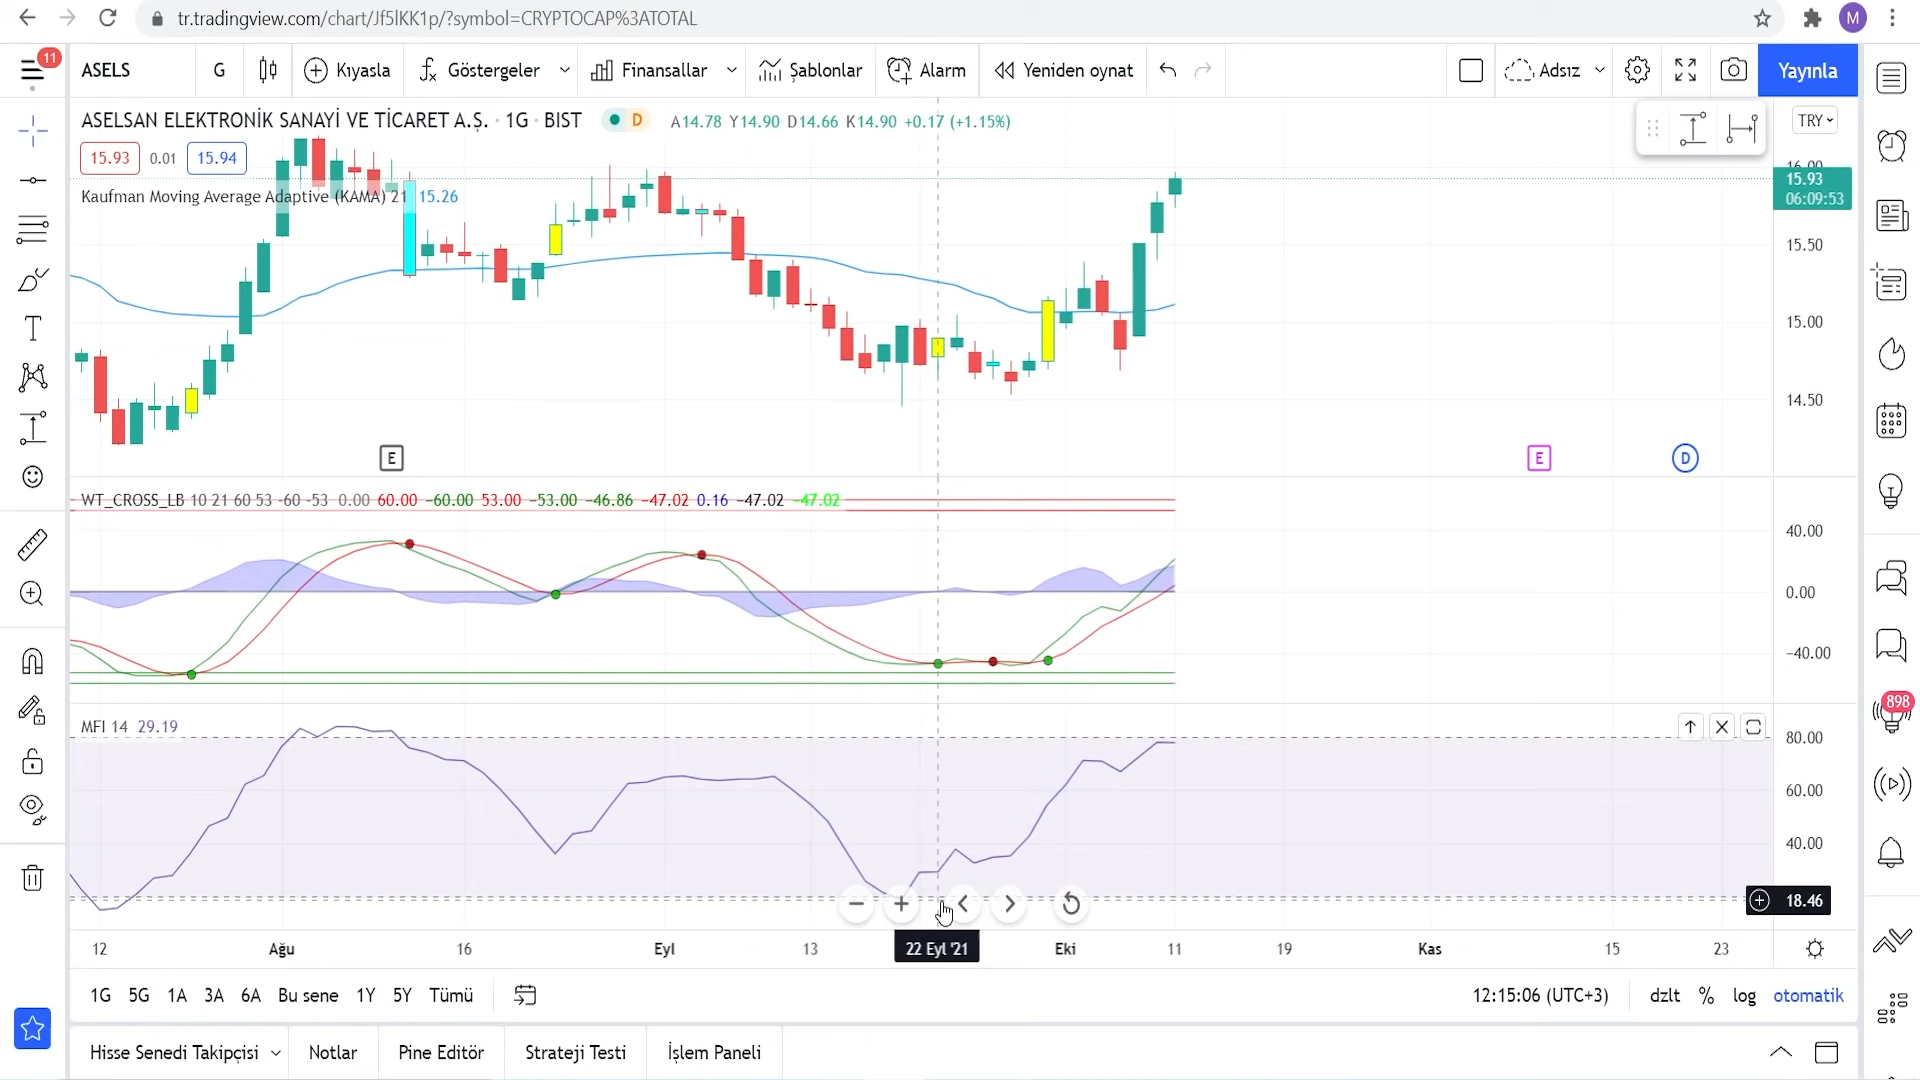 tr.tradingview.com/chart/Jf5lKK1p/?symbol=CRYPTOCAP%3ATOTAL
M
11
ASELS G Kıyasla Göstergeler Finansallar Şablonlar Alarm Yeniden oynat Adsız Yayınla
ASELSAN ELEKTRONİK SANAYİ VE TİCARET A.Ş. · 1G · BIST D A14.78 Y14.90 D14.66 K14.90 +0.17 (+1.15%)
TRY
15.93 0.01 15.94
Kaufman Moving Average Adaptive (KAMA) 21 15.26
16.00
15.93
06:09:53
15.50
15.00
14.50
E E D
WT_CROSS_LB 10 21 60 53 -60 -53 0.00 60.00 −60.00 53.00 −53.00 −46.86 −47.02 0.16 −47.02 −47.02
40.00
0.00
−40.00
898
MFI 14 29.19
80.00
60.00
40.00
18.46
12 Ağu 16 Eyl 13 22 Eyl '21 Eki 11 19 Kas 15 23
1G 5G 1A 3A 6A Bu sene 1Y 5Y Tümü 12:15:06 (UTC+3) dzlt % log otomatik
Hisse Senedi Takipçisi Notlar Pine Editör Strateji Testi İşlem Paneli